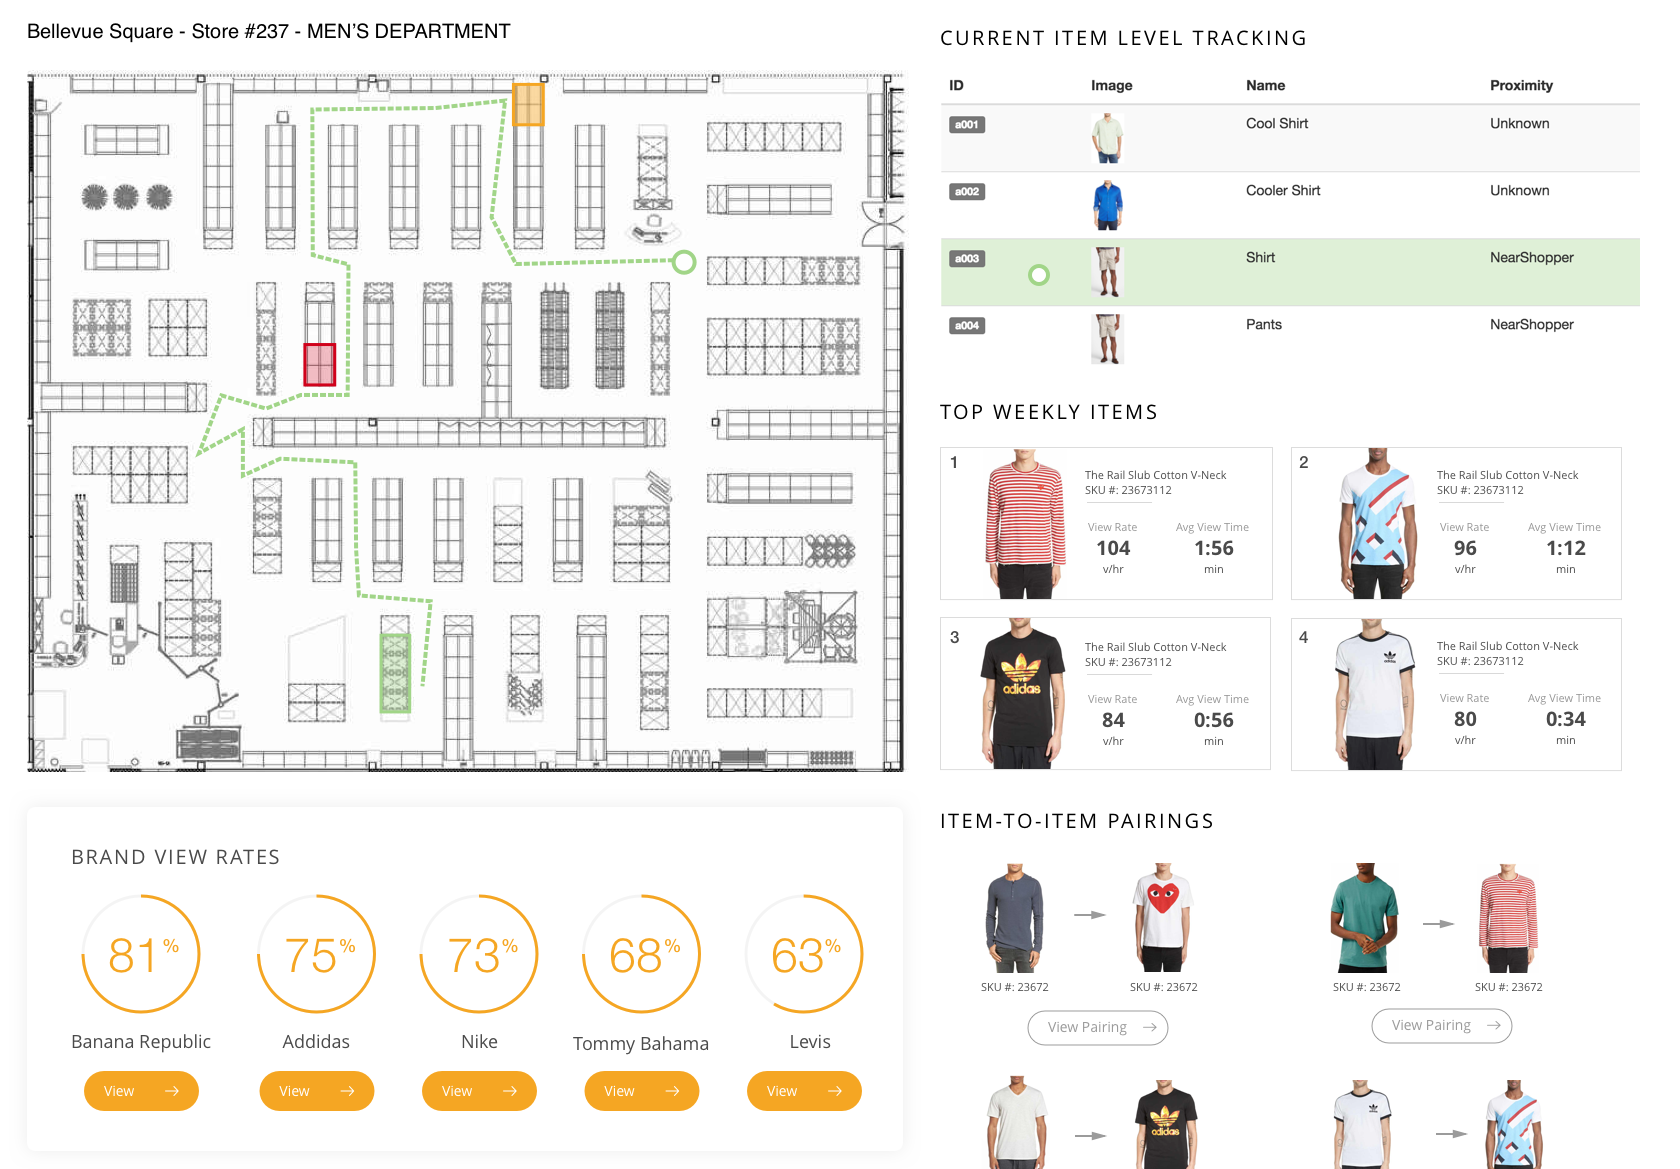 Bellevue Square - Store #237 - MEN'S DEPARTMENT
CURRENT ITEM LEVEL TRACKING
ID Image Name Proximity
a001 Cool Shirt Unknown
a002 Cooler Shirt Unknown
a003 Shirt NearShopper
a004 Pants NearShopper
TOP WEEKLY ITEMS
1
The Rail Slub Cotton V-Neck
SKU #: 23673112
View Rate Avg View Time
104 1:56
v/hr min
2
The Rail Slub Cotton V-Neck
SKU #: 23673112
View Rate Avg View Time
96 1:12
v/hr min
3
adidas
The Rail Slub Cotton V-Neck
SKU #: 23673112
View Rate Avg View Time
84 0:56
v/hr min
4
The Rail Slub Cotton V-Neck
SKU #: 23673112
View Rate Avg View Time
80 0:34
v/hr min
BRAND VIEW RATES
81% 75% 73% 68% 63%
Banana Republic Addidas Nike Tommy Bahama Levis
View View View View View
ITEM-TO-ITEM PAIRINGS
SKU #: 23672 SKU #: 23672 SKU #: 23672 SKU #: 23672
View Pairing View Pairing
adidas